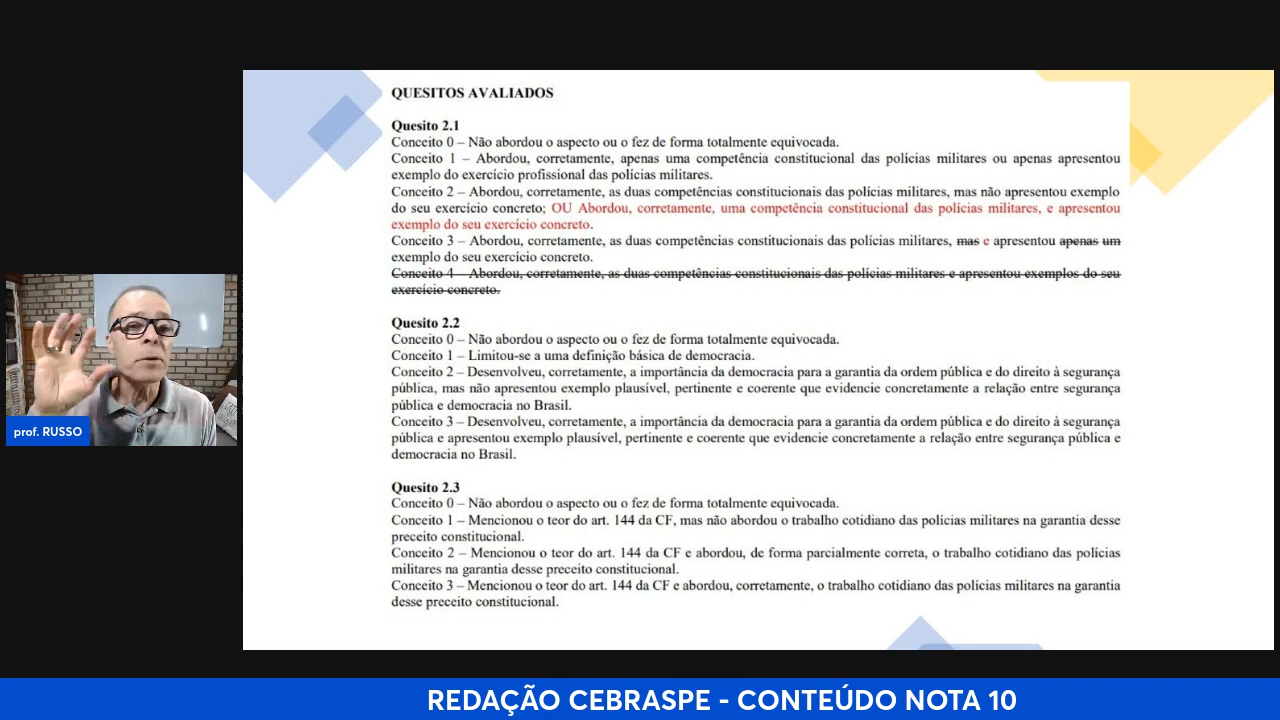 QUESITOS AVALIADOS
Quesito 2.1
Conceito 0 – Não abordou o aspecto ou o fez de forma totalmente equivocada.
Conceito 1 – Abordou, corretamente, apenas uma competência constitucional das polícias militares ou apenas apresentou
exemplo do exercício profissional das polícias militares.
Conceito 2 – Abordou, corretamente, as duas competências constitucionais das polícias militares, mas não apresentou exemplo
do seu exercício concreto; OU Abordou, corretamente, uma competência constitucional das polícias militares, e apresentou
exemplo do seu exercício concreto.
Conceito 3 – Abordou, corretamente, as duas competências constitucionais das polícias militares, mas e apresentou apenas um
exemplo do seu exercício concreto.
Conceito 4 – Abordou, corretamente, as duas competências constitucionais das polícias militares e apresentou exemplos do seu
exercício concreto.
Quesito 2.2
Conceito 0 – Não abordou o aspecto ou o fez de forma totalmente equivocada.
Conceito 1 – Limitou-se a uma definição básica de democracia.
Conceito 2 – Desenvolveu, corretamente, a importância da democracia para a garantia da ordem pública e do direito à segurança
pública, mas não apresentou exemplo plausível, pertinente e coerente que evidencie concretamente a relação entre segurança
pública e democracia no Brasil.
Conceito 3 – Desenvolveu, corretamente, a importância da democracia para a garantia da ordem pública e do direito à segurança
pública e apresentou exemplo plausível, pertinente e coerente que evidencie concretamente a relação entre segurança pública e
democracia no Brasil.
Quesito 2.3
Conceito 0 – Não abordou o aspecto ou o fez de forma totalmente equivocada.
Conceito 1 – Mencionou o teor do art. 144 da CF, mas não abordou o trabalho cotidiano das polícias militares na garantia desse
preceito constitucional.
Conceito 2 – Mencionou o teor do art. 144 da CF e abordou, de forma parcialmente correta, o trabalho cotidiano das polícias
militares na garantia desse preceito constitucional.
Conceito 3 – Mencionou o teor do art. 144 da CF e abordou, corretamente, o trabalho cotidiano das polícias militares na garantia
desse preceito constitucional.
prof. RUSSO
REDAÇÃO CEBRASPE - CONTEÚDO NOTA 10